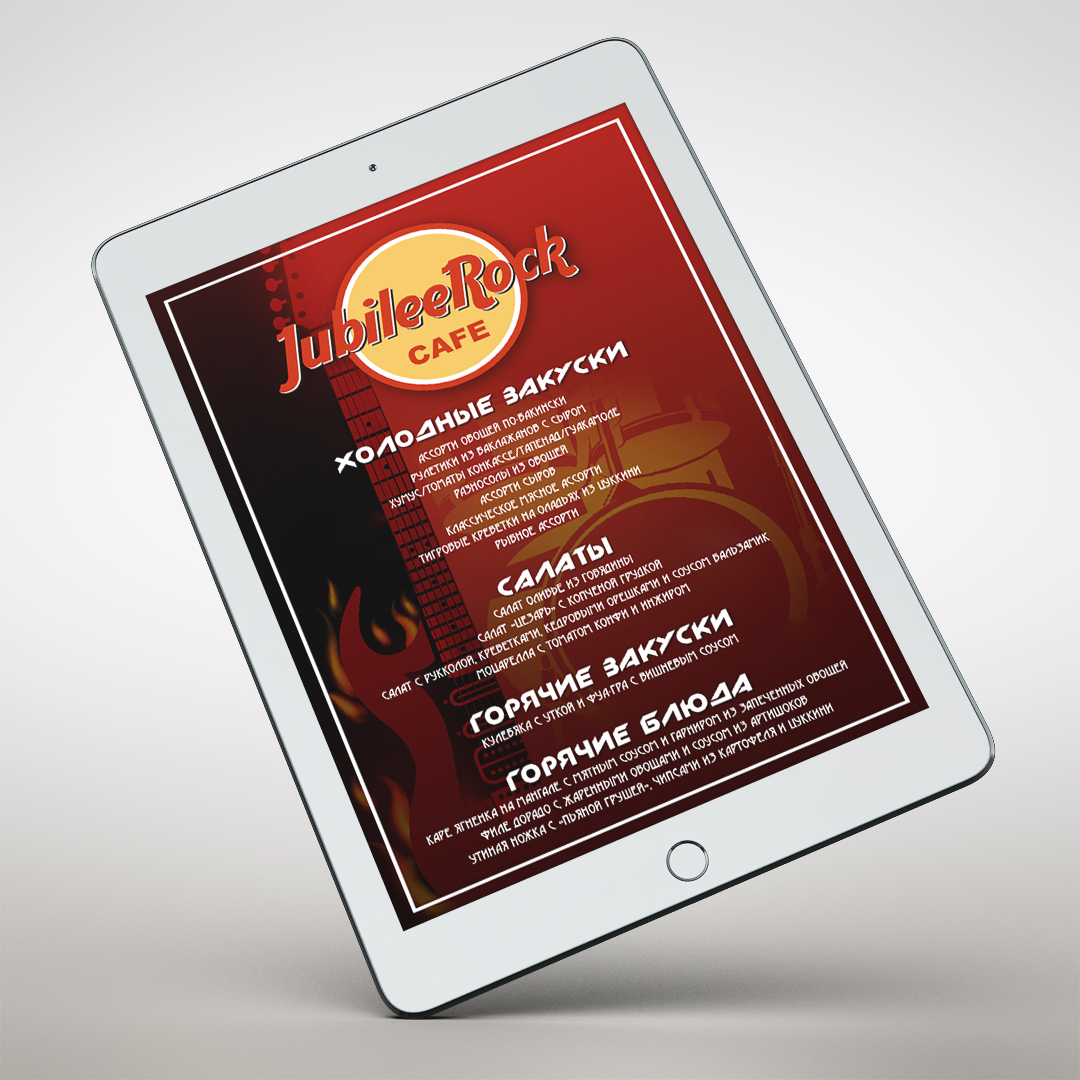 JubileeRock
CAFE
ХОЛОДНЫЕ ЗАКУСКИ
АССОРТИ ОВОЩЕЙ ПО-БАКИНСКИ
РУЛЕТИКИ ИЗ БАКЛАЖАНОВ С СЫРОМ
ХУМУС/ТОМАТЫ КОНКАССЕ/ТАПЕНАД/ГУАКАМОЛЕ
РАЗНОСОЛЫ ИЗ ОВОЩЕЙ
АССОРТИ СЫРОВ
КЛАССИЧЕСКОЕ МЯСНОЕ АССОРТИ
ТИГРОВЫЕ КРЕВЕТКИ НА ОЛАДЬЯХ ИЗ ЦУККИНИ
РЫБНОЕ АССОРТИ
САЛАТЫ
САЛАТ ОЛИВЬЕ ИЗ ГОВЯДИНЫ
САЛАТ «ЦЕЗАРЬ» С КОПЧЕНОЙ ГРУДКОЙ
САЛАТ С РУККОЛОЙ, КРЕВЕТКАМИ, КЕДРОВЫМИ ОРЕШКАМИ И СОУСОМ БАЛЬЗАМИК
МОЦАРЕЛЛА С ТОМАТОМ КОНФИ И ИНЖИРОМ
ГОРЯЧИЕ ЗАКУСКИ
КУЛЕБЯКА С УТКОЙ И ФУА-ГРА С ВИШНЕВЫМ СОУСОМ
ГОРЯЧИЕ БЛЮДА
КАРЕ ЯГНЕНКА НА МАНГАЛЕ С МЯТНЫМ СОУСОМ И ГАРНИРОМ ИЗ ЗАПЕЧЕННЫХ ОВОЩЕЙ
ФИЛЕ ДОРАДО С ЖАРЕННЫМИ ОВОЩАМИ И СОУСОМ ИЗ АРТИШОКОВ
УТИНАЯ НОЖКА С «ПЬЯНОЙ ГРУШЕЙ». ЧИПСАМИ ИЗ КАРТОФЕЛЯ И ЦУККИНИ